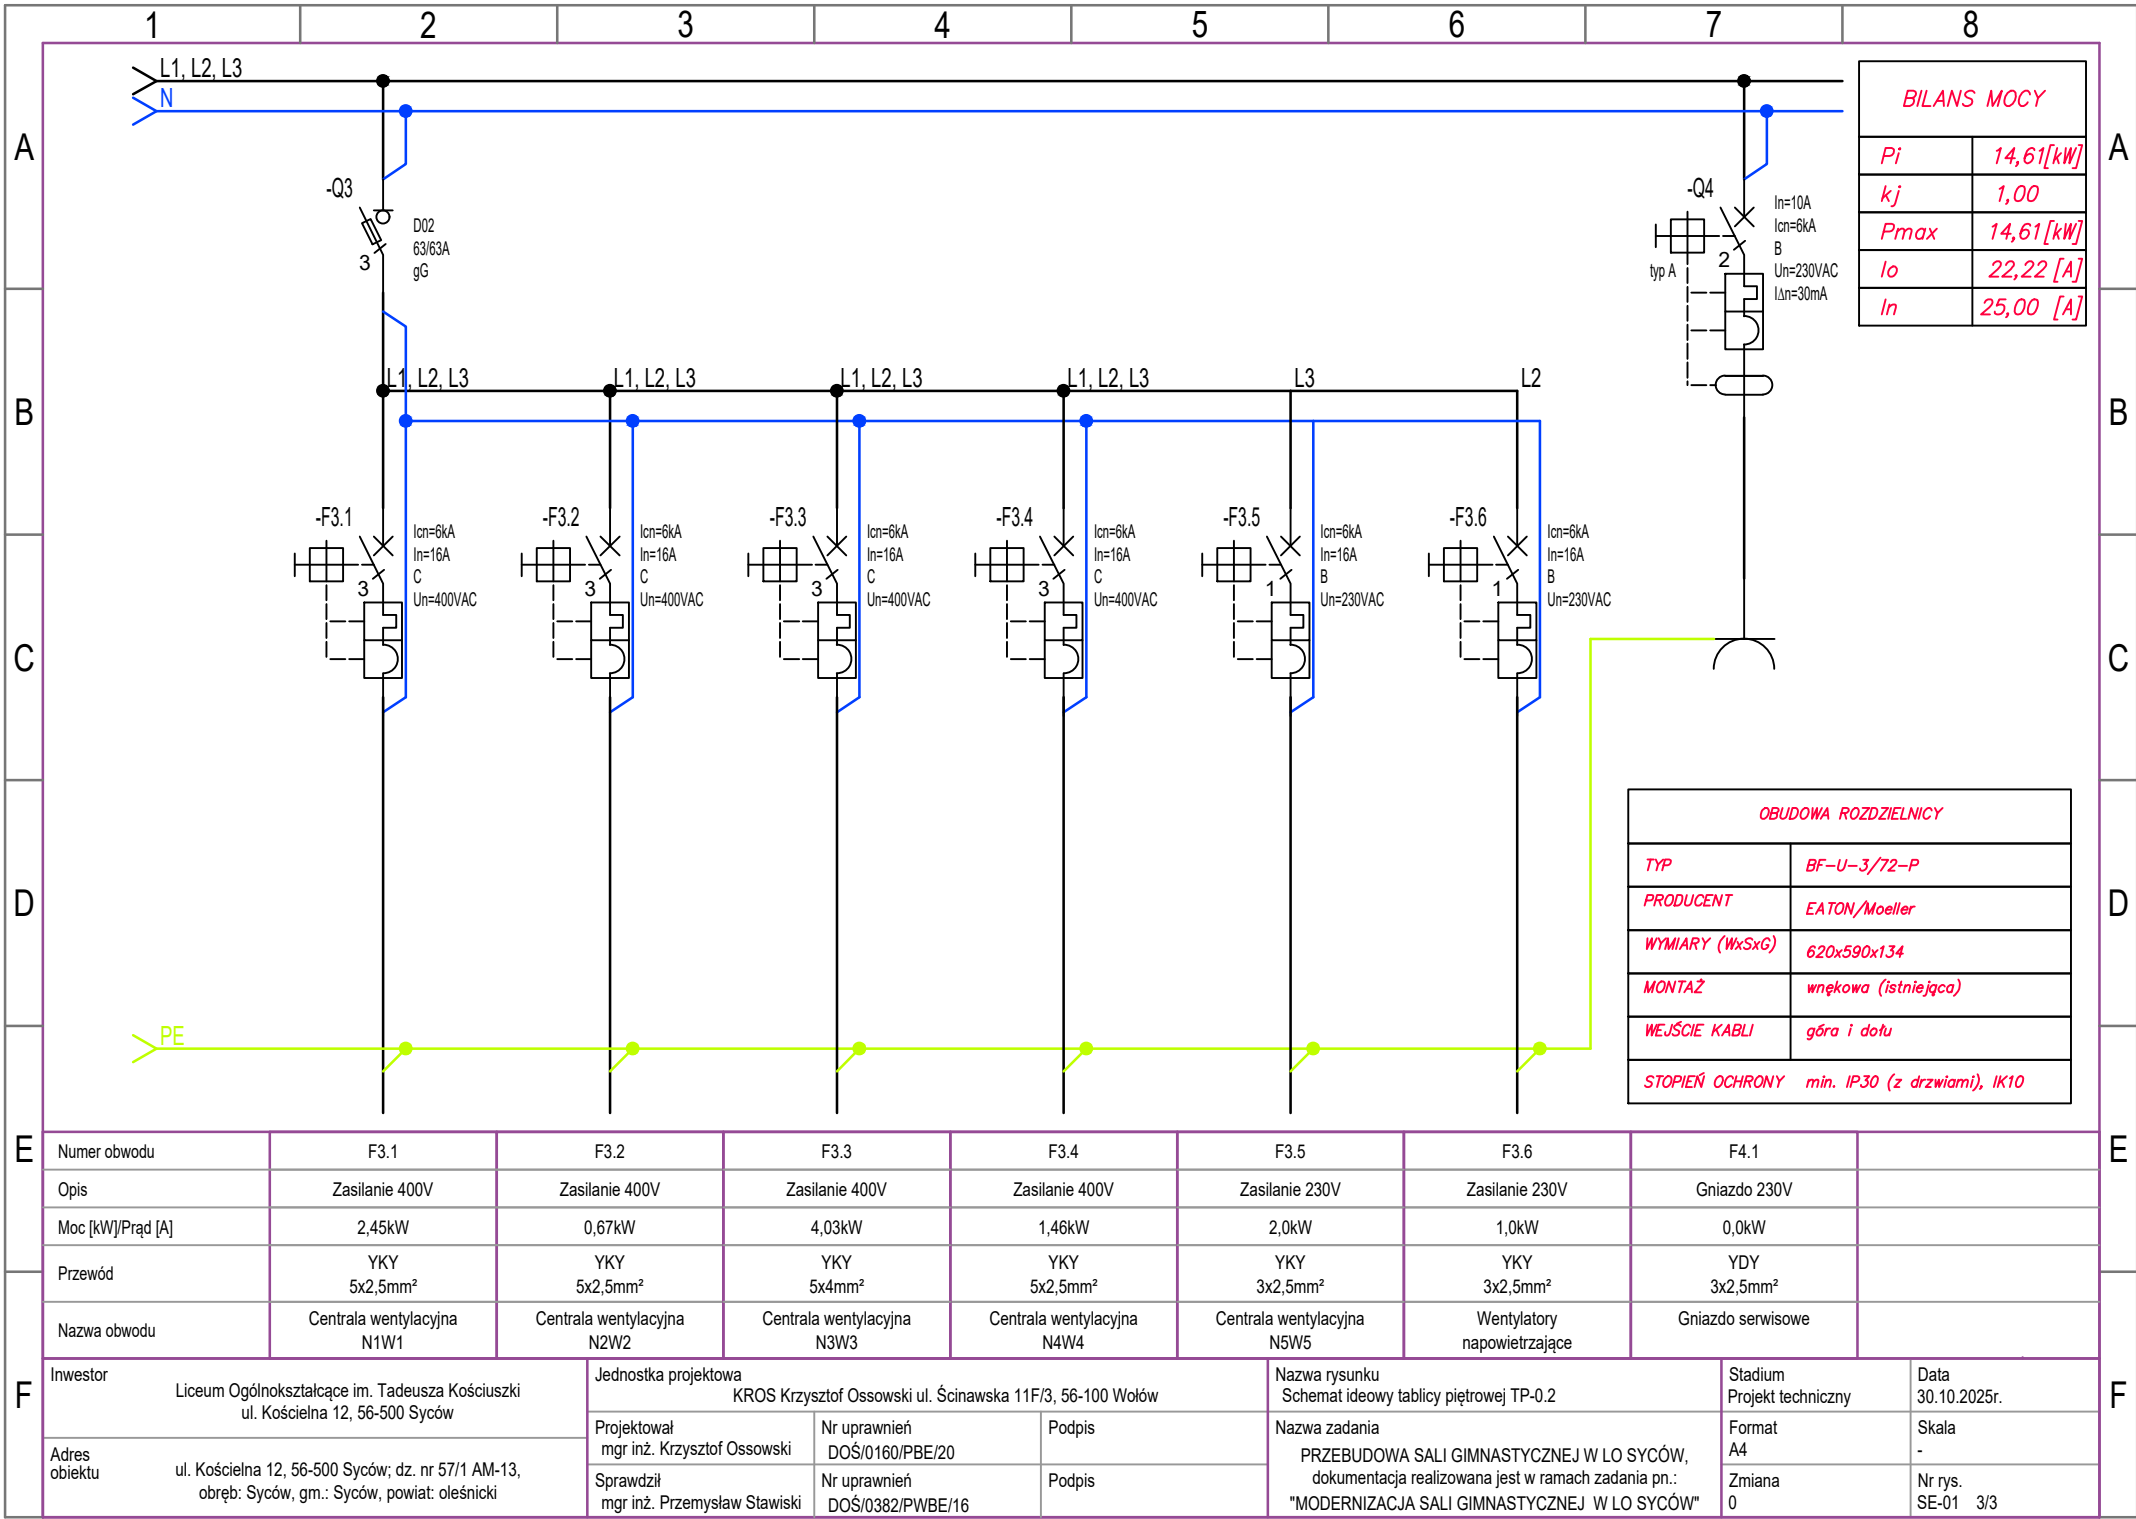 1 2 3 4 5 6 7 8
A A
B B
C C
D D
E E
F F
L1, L2, L3
N
-Q3
D02
63/63A
gG
3
-Q4
In=10A
Icn=6kA
B
Un=230VAC
I∆n=30mA
typ A
2
BILANS MOCY
Pi 14,61[kW]
kj 1,00
Pmax 14,61[kW]
Io 22,22 [A]
In 25,00 [A]
L1, L2, L3 L1, L2, L3 L1, L2, L3 L1, L2, L3 L3 L2
-F3.1
Icn=6kA
In=16A
C
Un=400VAC
3
-F3.2
Icn=6kA
In=16A
C
Un=400VAC
3
-F3.3
Icn=6kA
In=16A
C
Un=400VAC
3
-F3.4
Icn=6kA
In=16A
C
Un=400VAC
3
-F3.5
Icn=6kA
In=16A
B
Un=230VAC
1
-F3.6
Icn=6kA
In=16A
B
Un=230VAC
1
OBUDOWA ROZDZIELNICY
TYP BF-U-3/72-P
PRODUCENT EATON/Moeller
WYMIARY (WxSxG) 620x590x134
MONTAŻ wnękowa (istniejąca)
WEJŚCIE KABLI góra i dołu
STOPIEŃ OCHRONY min. IP30 (z drzwiami), IK10
PE
Numer obwodu F3.1 F3.2 F3.3 F3.4 F3.5 F3.6 F4.1
Opis Zasilanie 400V Zasilanie 400V Zasilanie 400V Zasilanie 400V Zasilanie 230V Zasilanie 230V Gniazdo 230V
Moc [kW]/Prąd [A] 2,45kW 0,67kW 4,03kW 1,46kW 2,0kW 1,0kW 0,0kW
Przewód YKY YKY YKY YKY YKY YKY YDY
5x2,5mm² 5x2,5mm² 5x4mm² 5x2,5mm² 3x2,5mm² 3x2,5mm² 3x2,5mm²
Nazwa obwodu Centrala wentylacyjna Centrala wentylacyjna Centrala wentylacyjna Centrala wentylacyjna Centrala wentylacyjna Wentylatory Gniazdo serwisowe
N1W1 N2W2 N3W3 N4W4 N5W5 napowietrzające
Inwestor
Liceum Ogólnokształcące im. Tadeusza Kościuszki
ul. Kościelna 12, 56-500 Syców
Adres
obiektu
ul. Kościelna 12, 56-500 Syców; dz. nr 57/1 AM-13,
obręb: Syców, gm.: Syców, powiat: oleśnicki
Jednostka projektowa
KROS Krzysztof Ossowski ul. Ścinawska 11F/3, 56-100 Wołów
Projektował
mgr inż. Krzysztof Ossowski
Nr uprawnień
DOŚ/0160/PBE/20
Podpis
Sprawdził
mgr inż. Przemysław Stawiski
Nr uprawnień
DOŚ/0382/PWBE/16
Podpis
Nazwa rysunku
Schemat ideowy tablicy piętrowej TP-0.2
Nazwa zadania
PRZEBUDOWA SALI GIMNASTYCZNEJ W LO SYCÓW,
dokumentacja realizowana jest w ramach zadania pn.:
"MODERNIZACJA SALI GIMNASTYCZNEJ W LO SYCÓW"
Stadium
Projekt techniczny
Data
30.10.2025r.
Format
A4
Skala
-
Zmiana
0
Nr rys.
SE-01 3/3